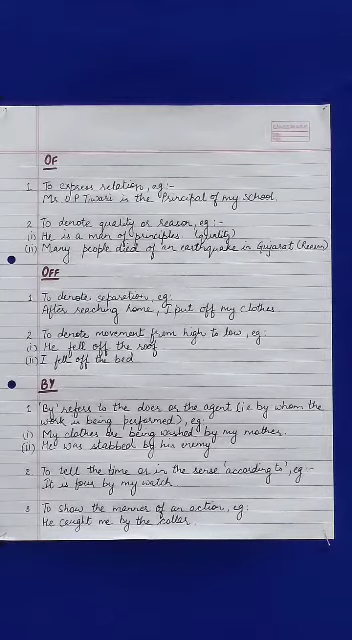 OF
1 To express relation, eg:-
Mr O P Tiwari is the Principal of my school
2 To denote quality or reason, eg:-
(i) He is a man of principles (quality)
(ii) Many people died of an earthquake in Gujarat (Reason)
OFF
1 To denote separation, eg:
After reaching home, I put off my clothes
2 To denote movement from high to low, eg:
(i) He fell off the roof
(ii) I fell off the bed
BY
1 'By' refers to the doer or the agent (i.e by whom the
work is being performed), eg:
(i) My clothes are being washed by my mother.
(ii) He was stabbed by his enemy
2 To tell the time or in the sense 'according to', eg:-
It is four by my watch
3 To show the manner of an action, eg:
He caught me by the collar.